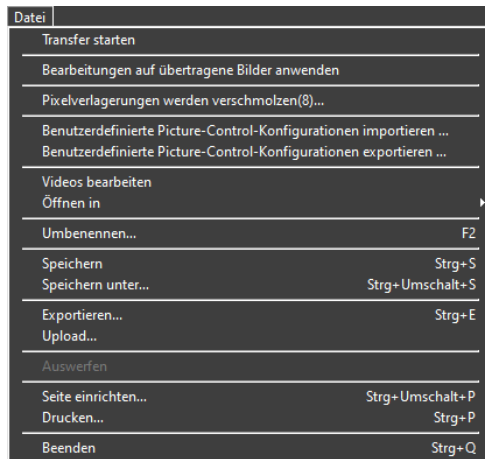 Datei
Transfer starten
Bearbeitungen auf übertragene Bilder anwenden
Pixelverlagerungen werden verschmolzen(8)...
Benutzerdefinierte Picture-Control-Konfigurationen importieren ...
Benutzerdefinierte Picture-Control-Konfigurationen exportieren ...
Videos bearbeiten
Öffnen in
Umbenennen... F2
Speichern Strg+S
Speichern unter... Strg+Umschalt+S
Exportieren... Strg+E
Upload...
Auswerfen
Seite einrichten... Strg+Umschalt+P
Drucken... Strg+P
Beenden Strg+Q